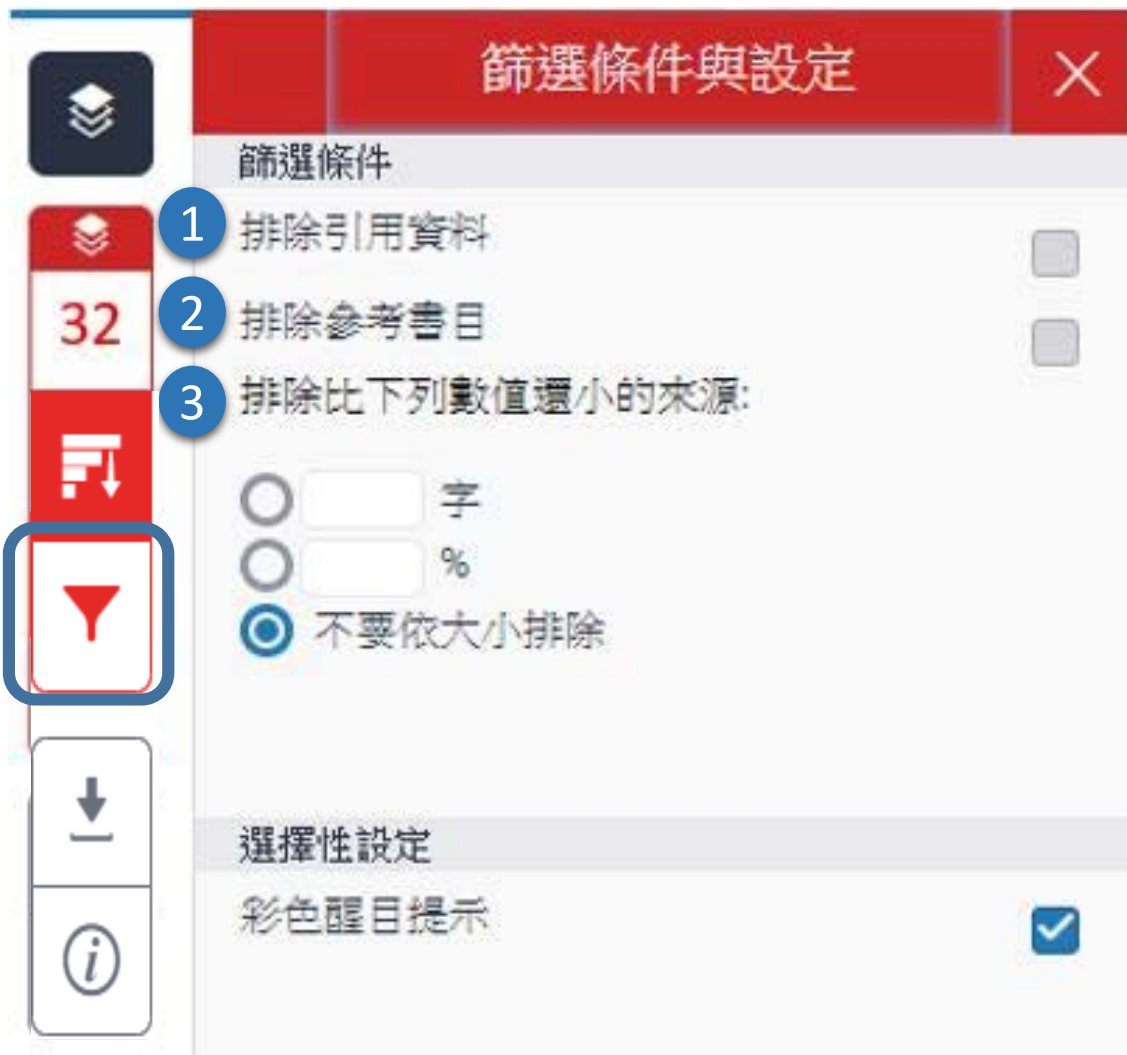 篩選條件與設定
篩選條件
1 排除引用資料
32
2 排除參考書目
3 排除比下列數值還小的來源:
字
%
不要依大小排除
選擇性設定
彩色醒目提示
i